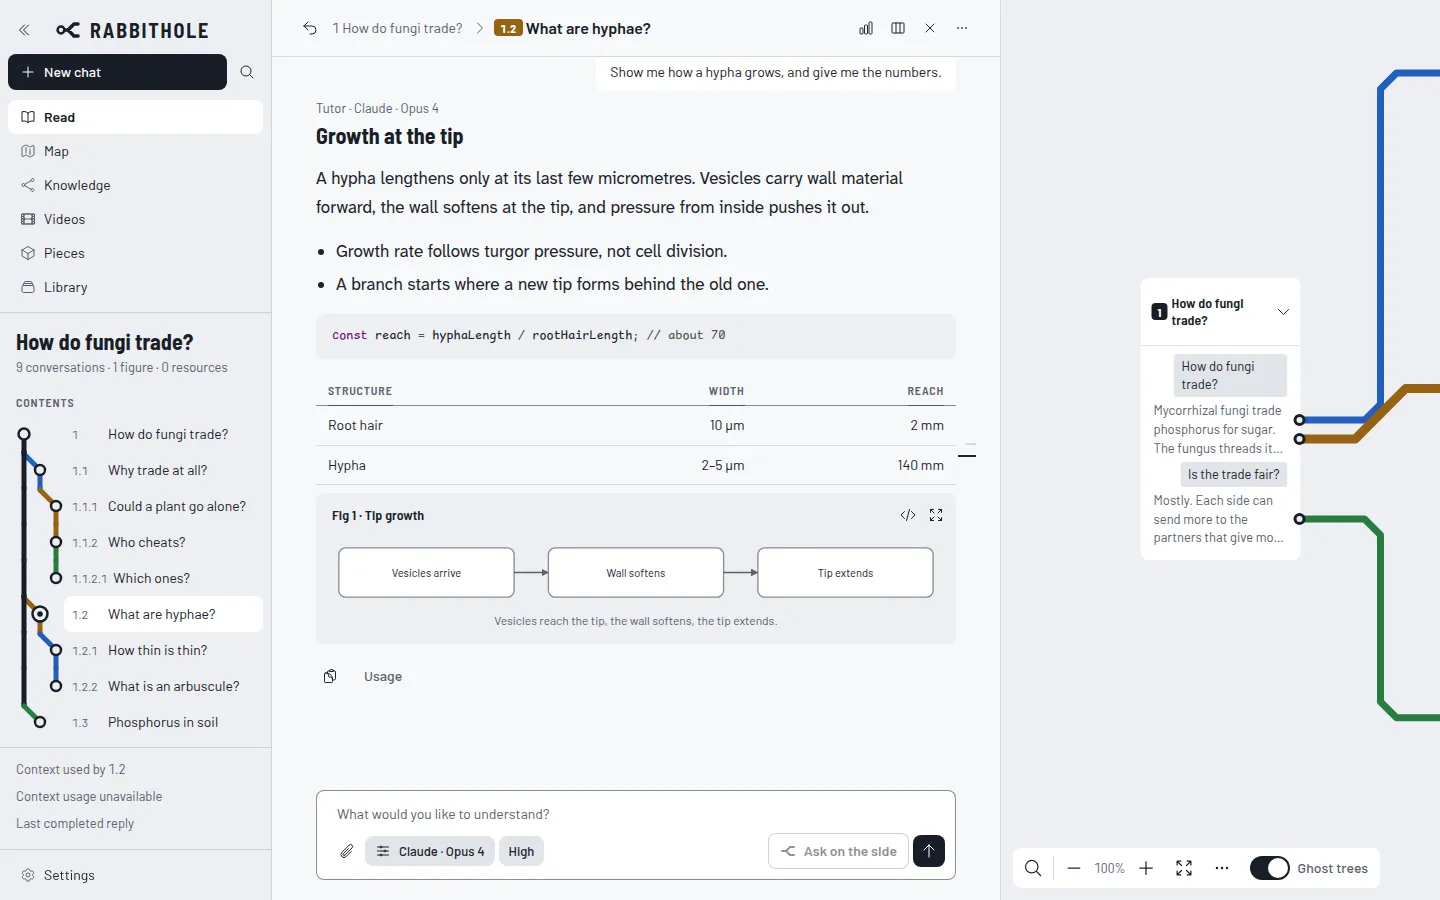 RABBITHOLE
New chat
Read
Map
Knowledge
Videos
Pieces
Library
How do fungi trade?
9 conversations · 1 figure · 0 resources
CONTENTS
1 How do fungi trade?
1.1 Why trade at all?
1.1.1 Could a plant go alone?
1.1.2 Who cheats?
1.1.2.1 Which ones?
1.2 What are hyphae?
1.2.1 How thin is thin?
1.2.2 What is an arbuscule?
1.3 Phosphorus in soil
Context used by 1.2
Context usage unavailable
Last completed reply
Settings
1 How do fungi trade? 1.2 What are hyphae?
Show me how a hypha grows, and give me the numbers.
Tutor · Claude · Opus 4
Growth at the tip
A hypha lengthens only at its last few micrometres. Vesicles carry wall material
forward, the wall softens at the tip, and pressure from inside pushes it out.
• Growth rate follows turgor pressure, not cell division.
• A branch starts where a new tip forms behind the old one.
const reach = hyphaLength / rootHairLength; // about 70
STRUCTURE WIDTH REACH
Root hair 10 µm 2 mm
Hypha 2–5 µm 140 mm
Fig 1 · Tip growth
Vesicles arrive Wall softens Tip extends
Vesicles reach the tip, the wall softens, the tip extends.
Usage
What would you like to understand?
Claude · Opus 4 High Ask on the side
1 How do fungi
trade?
How do fungi
trade?
Mycorrhizal fungi trade
phosphorus for sugar.
The fungus threads it...
Is the trade fair?
Mostly. Each side can
send more to the
partners that give mo...
100% Ghost trees